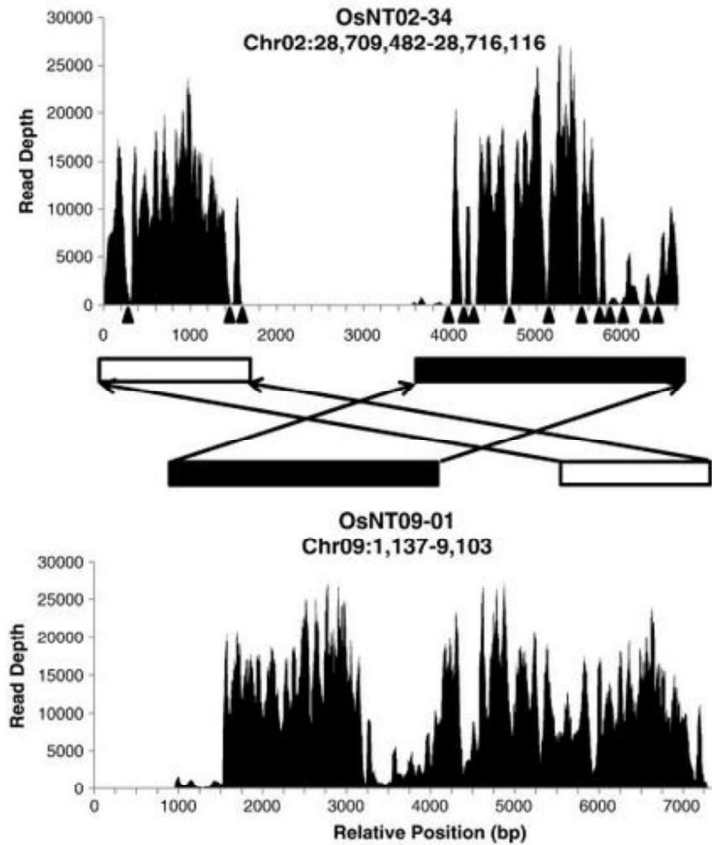 OsNT02-34
Chr02:28,709,482-28,716,116
Read Depth
30000
25000
20000
15000
10000
5000
0
0 1000 2000 3000 4000 5000 6000
OsNT09-01
Chr09:1,137-9,103
Read Depth
30000
25000
20000
15000
10000
5000
0
0 1000 2000 3000 4000 5000 6000 7000
Relative Position (bp)